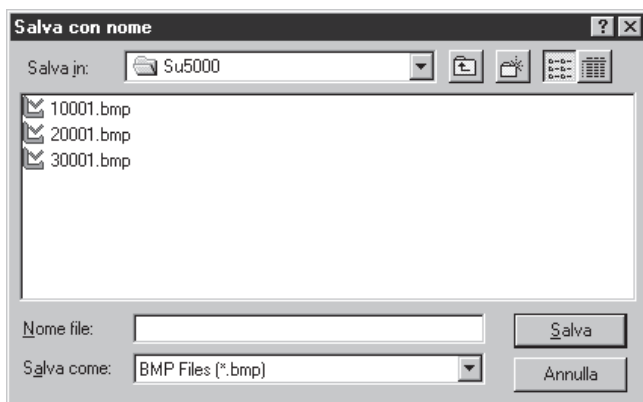 Salva con nome
Salva in: Su5000
10001.bmp
20001.bmp
30001.bmp
Nome file: Salva
Salva come: BMP Files (*.bmp) Annulla